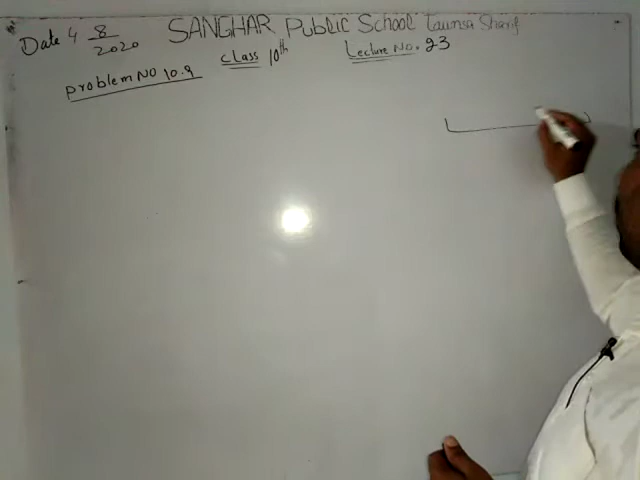 Date 4 8/2020 SANGHAR Public School Taunsa Sharif
Class 10th Lecture No. 23
Problem NO 10.9